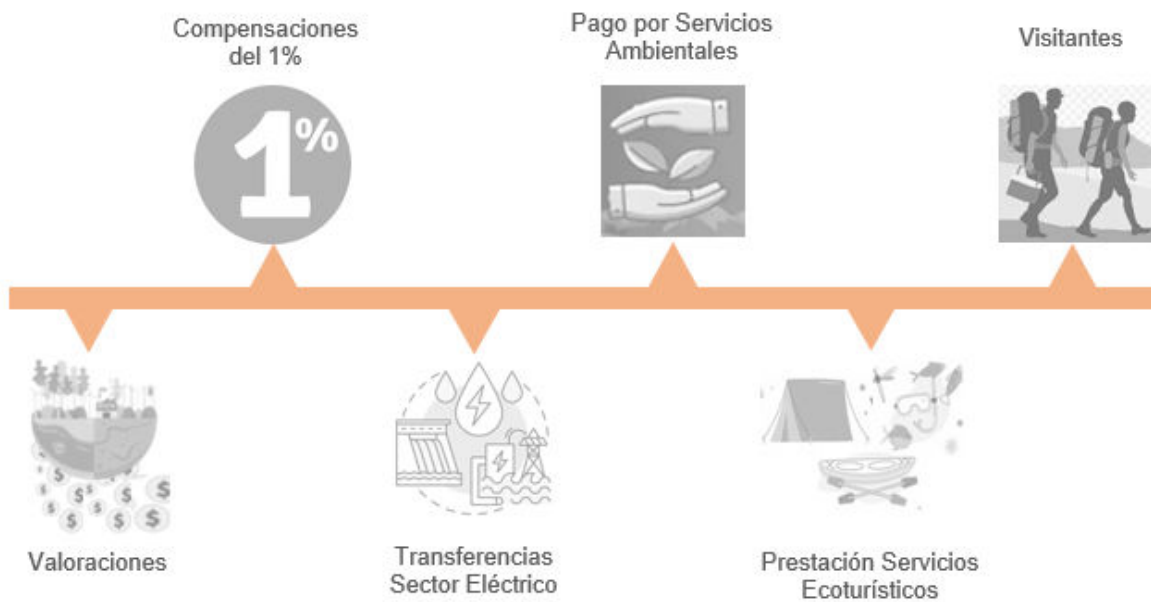 Compensaciones
del 1%
Pago por Servicios
Ambientales
Visitantes
1%
$ $ $ $ $ $ $ $ $ $ $
Valoraciones
Transferencias
Sector Eléctrico
Prestación Servicios
Ecoturísticos